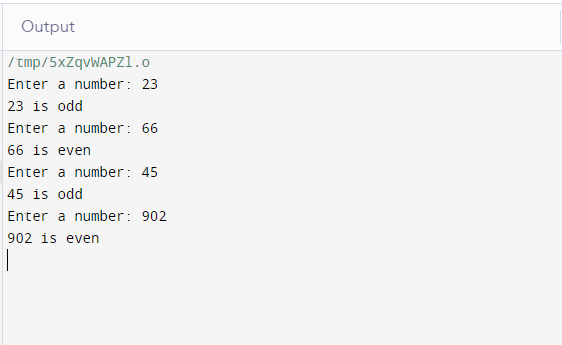 Output
/tmp/5xZqvWAPZl.o
Enter a number: 23
23 is odd
Enter a number: 66
66 is even
Enter a number: 45
45 is odd
Enter a number: 902
902 is even